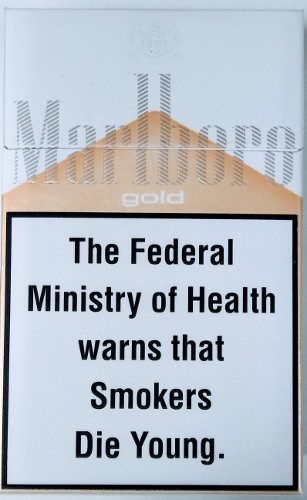 Marlboro
gold
The Federal
Ministry of Health
warns that
Smokers
Die Young.